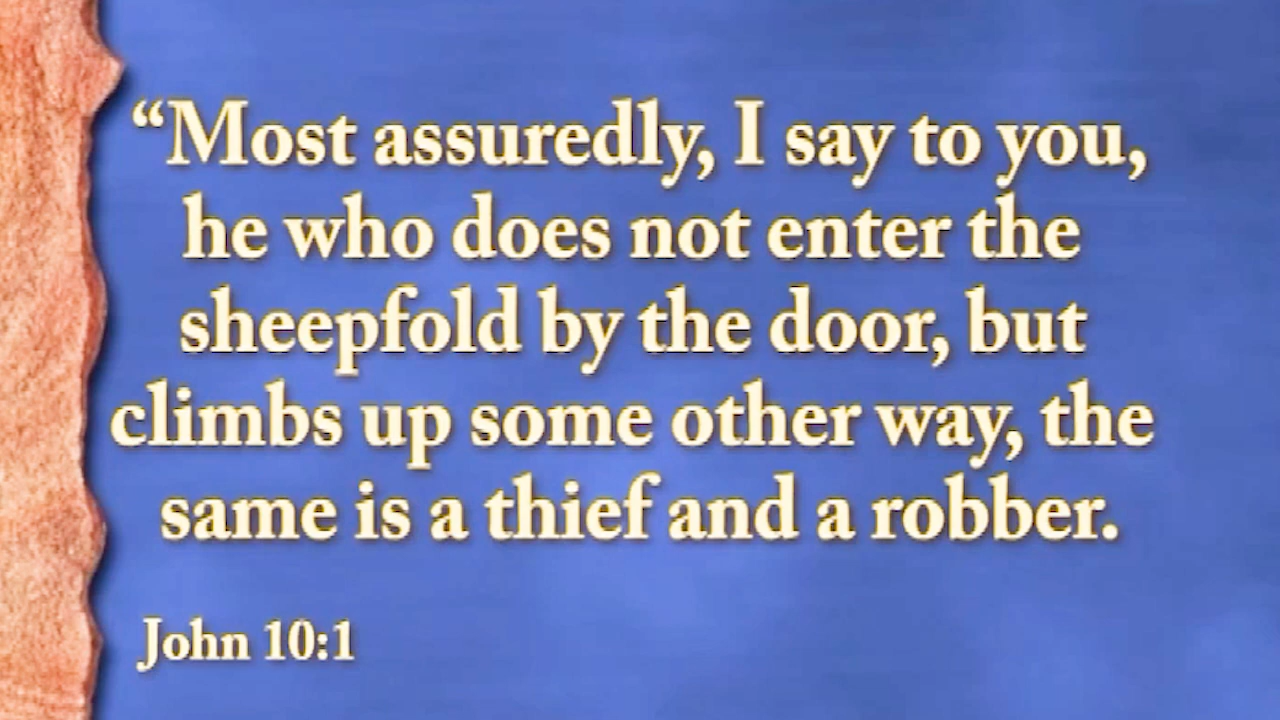 “Most assuredly, I say to you,
he who does not enter the
sheepfold by the door, but
climbs up some other way, the
same is a thief and a robber.
John 10:1